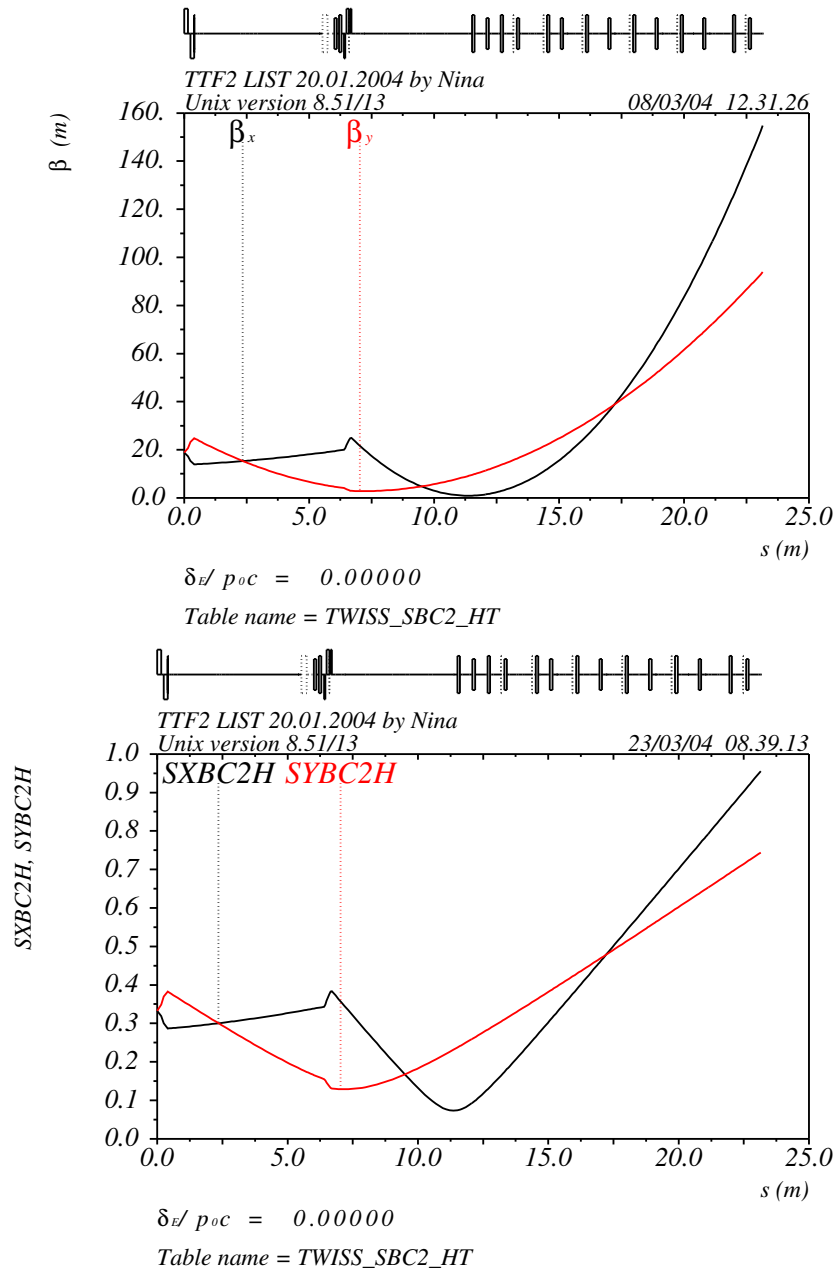 TTF2 LIST 20.01.2004 by Nina
Unix version 8.51/13 08/03/04 12.31.26
160.
β x β y
140.
120.
100.
80.
60.
40.
20.
0.0
β (m)
0.0 5.0 10.0 15.0 20.0 25.0
s (m)
δE/ p0c = 0.00000
Table name = TWISS_SBC2_HT
TTF2 LIST 20.01.2004 by Nina
Unix version 8.51/13 23/03/04 08.39.13
1.0
SXBC2H SYBC2H
0.9
0.8
0.7
0.6
0.5
0.4
0.3
0.2
0.1
0.0
SXBC2H, SYBC2H
0.0 5.0 10.0 15.0 20.0 25.0
s (m)
δE/ p0c = 0.00000
Table name = TWISS_SBC2_HT